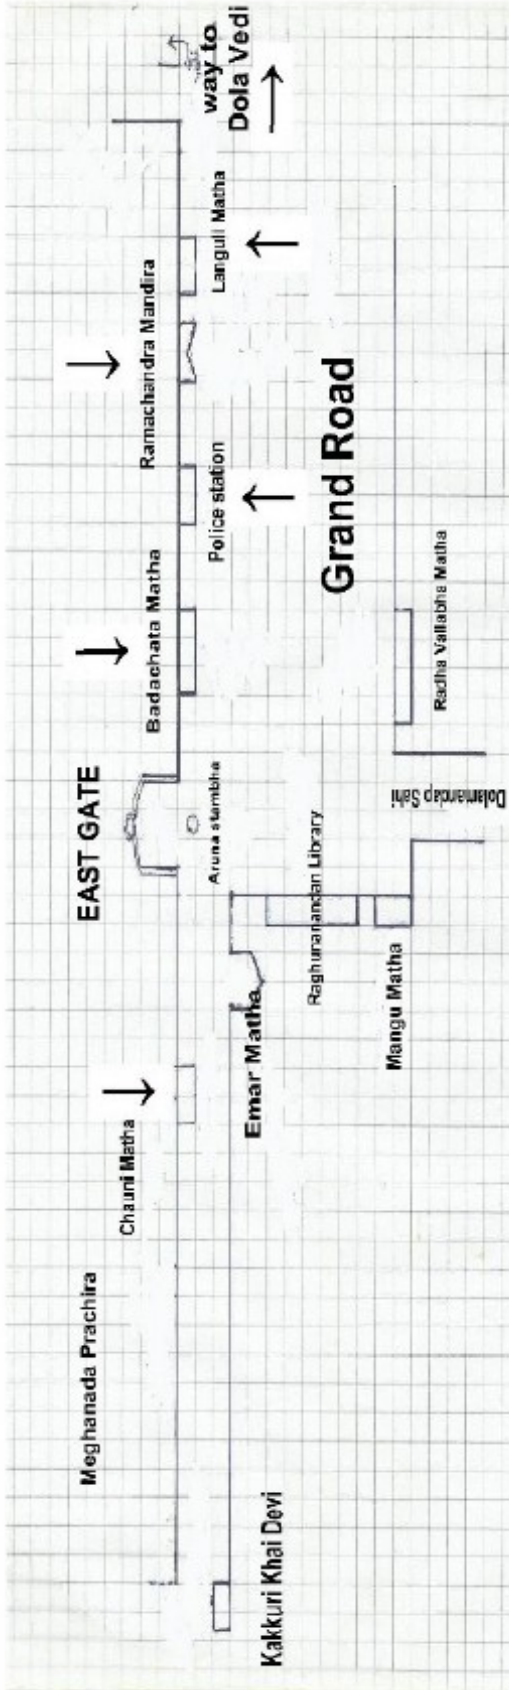 way to
Dola Vedi
Languli Matha
Ramachandra Mandira
Police station
Grand Road
Badachata Matha
Radha Vallabha Matha
EAST GATE
Aruna stambha
Dolamandap Sahi
Raghunanandan Library
Mangu Matha
Emar Matha
Chauni Matha
Meghanada Prachira
Kakkuri Khai Devi